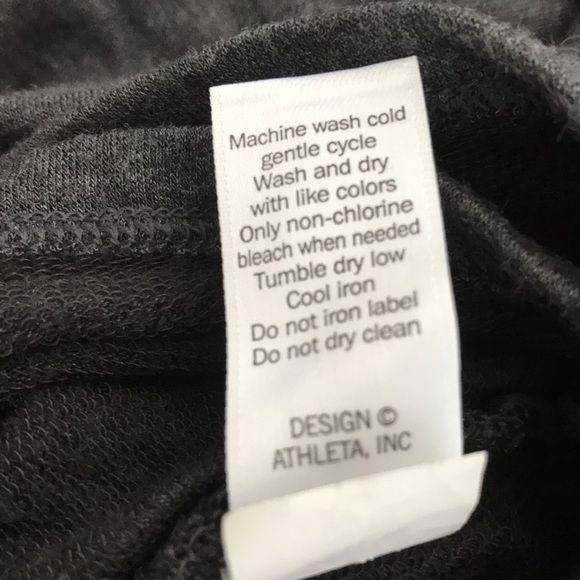 Machine wash cold
gentle cycle
Wash and dry
with like colors
Only non-chlorine
bleach when needed
Tumble dry low
Cool iron
Do not iron label
Do not dry clean
DESIGN ©
ATHLETA, INC